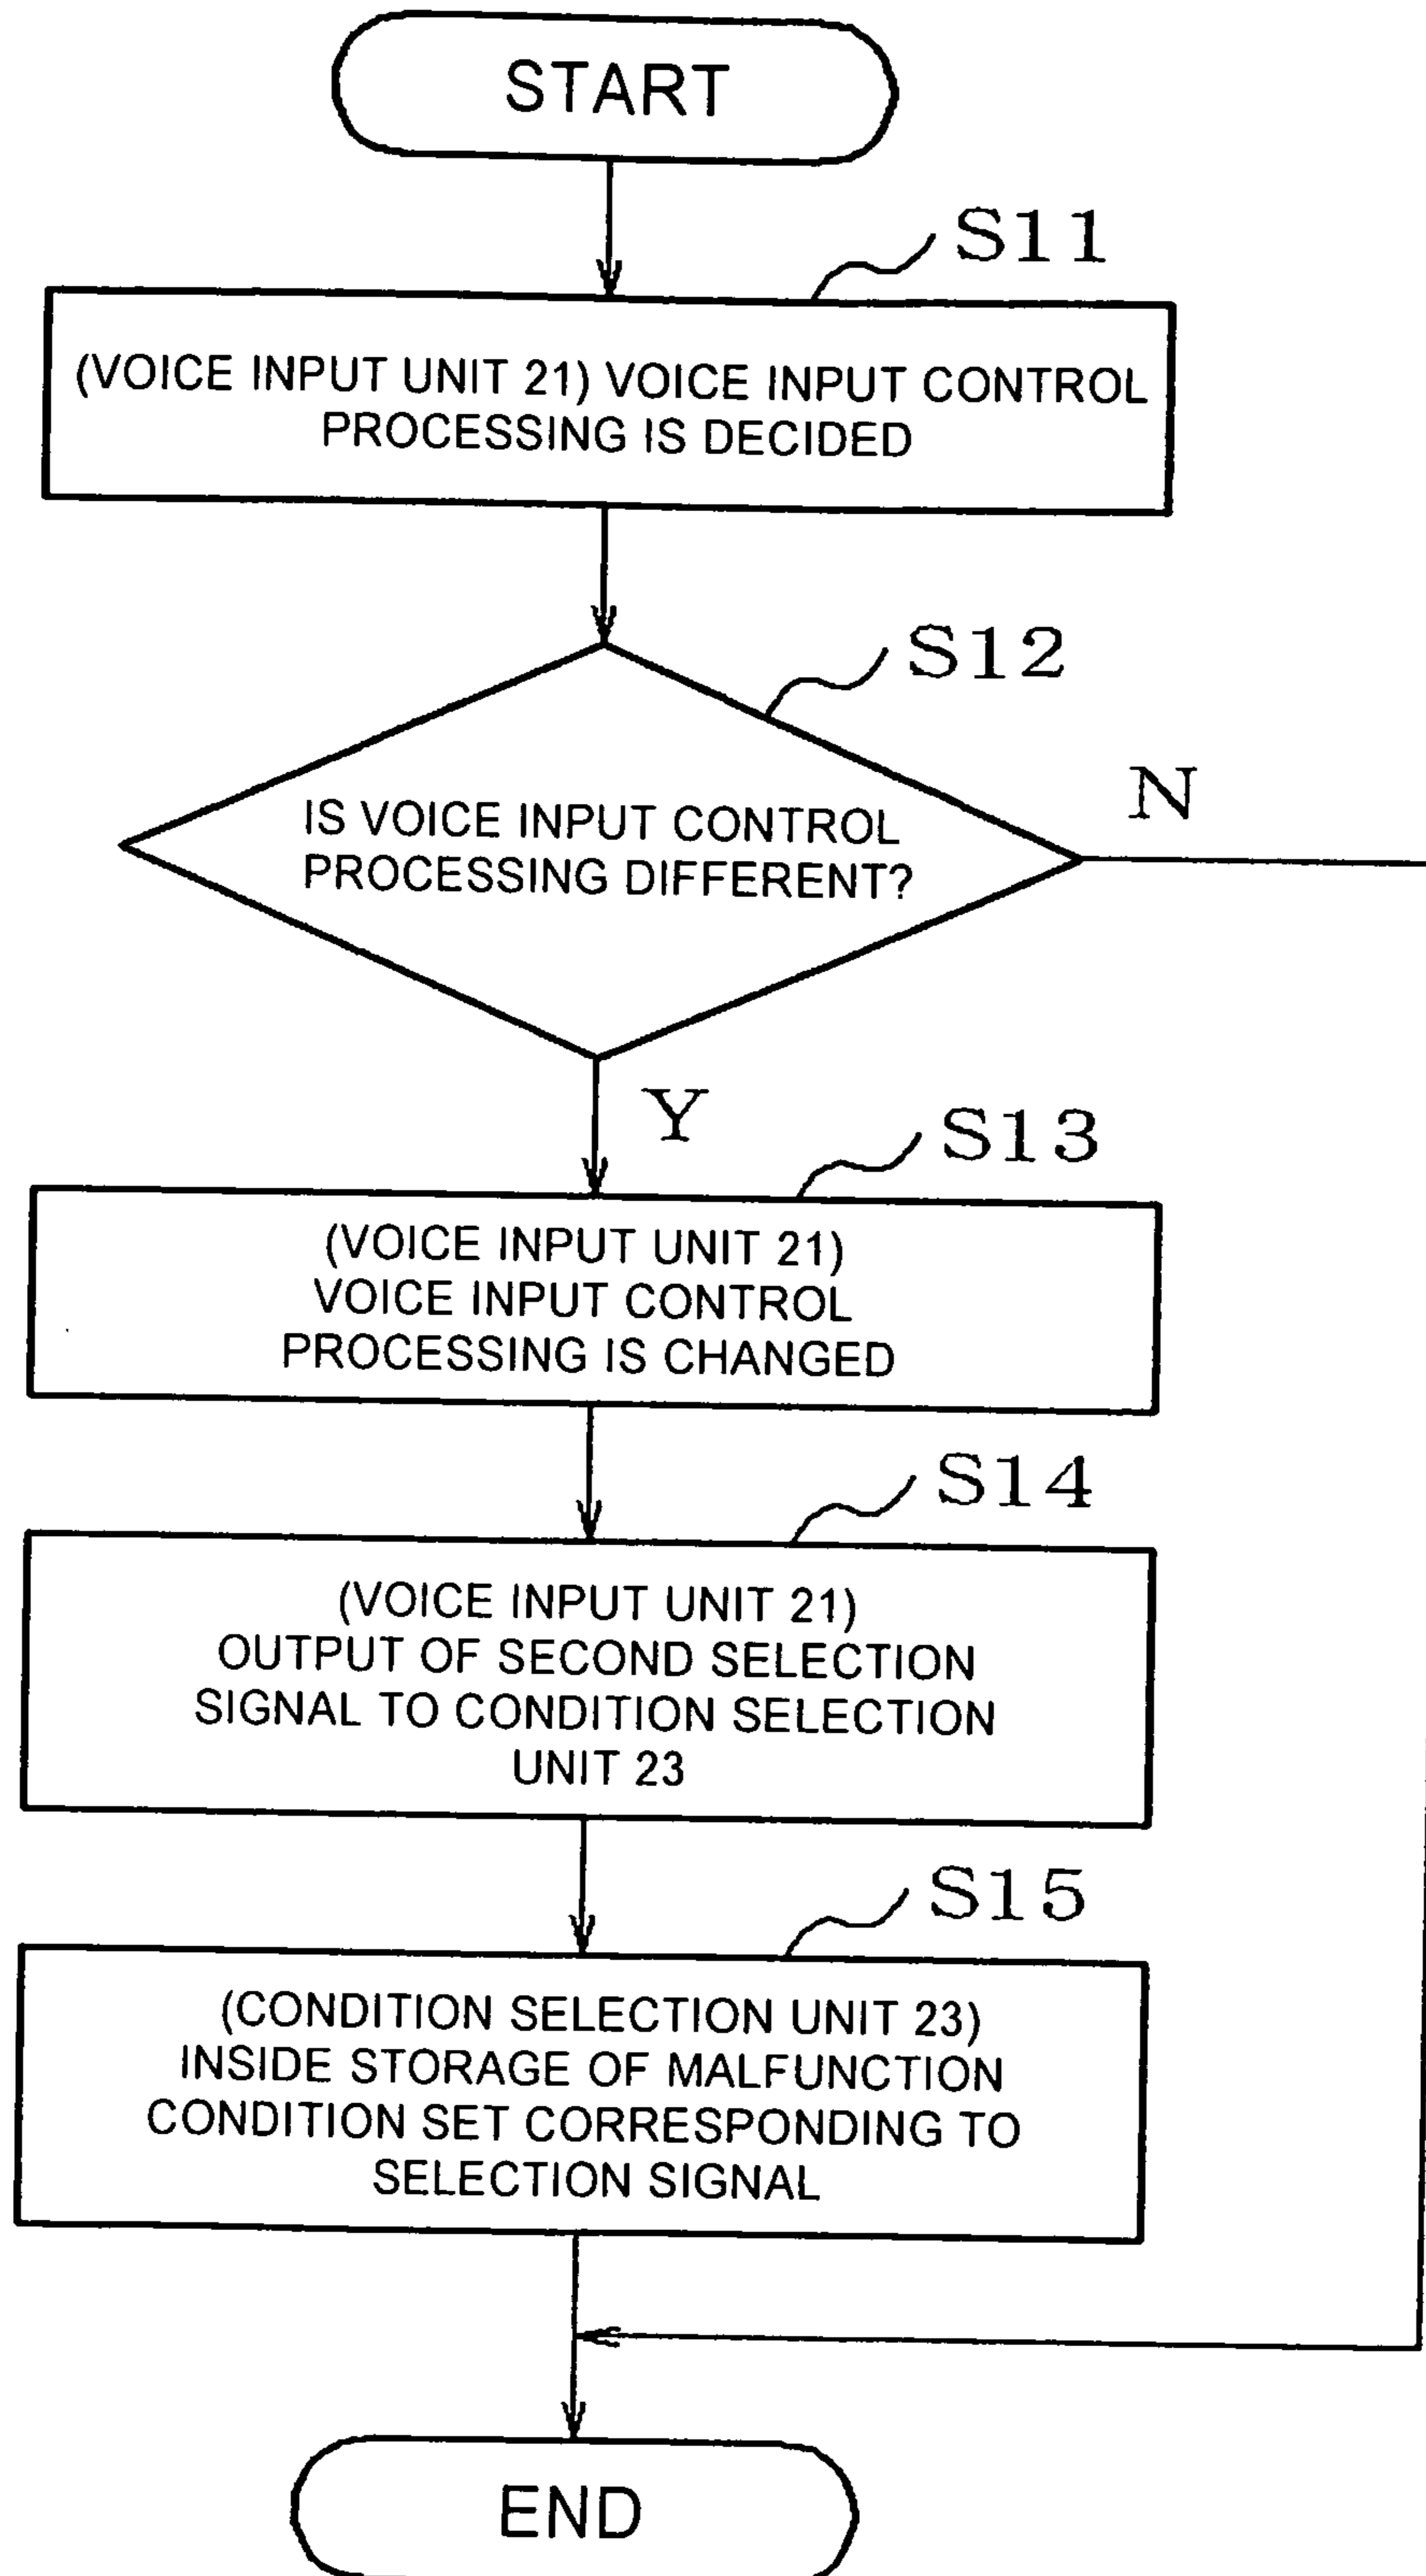 START
S11
(VOICE INPUT UNIT 21) VOICE INPUT CONTROL
PROCESSING IS DECIDED
S12
N
IS VOICE INPUT CONTROL
PROCESSING DIFFERENT?
Y
S13
(VOICE INPUT UNIT 21)
VOICE INPUT CONTROL
PROCESSING IS CHANGED
S14
(VOICE INPUT UNIT 21)
OUTPUT OF SECOND SELECTION
SIGNAL TO CONDITION SELECTION
UNIT 23
S15
(CONDITION SELECTION UNIT 23)
INSIDE STORAGE OF MALFUNCTION
CONDITION SET CORRESPONDING TO
SELECTION SIGNAL
END